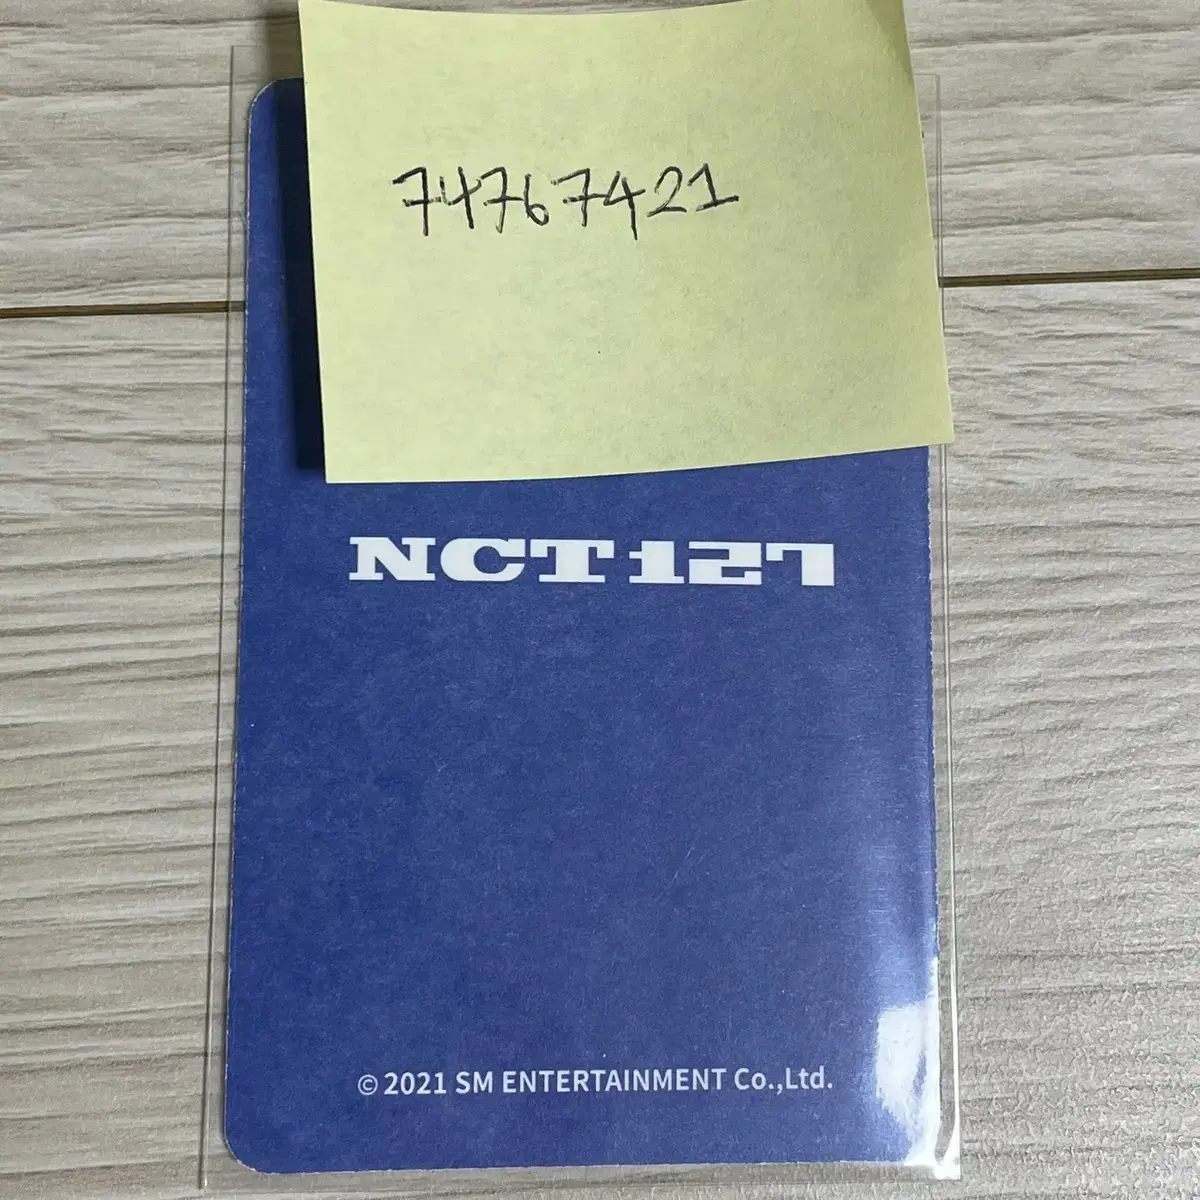 74767421
NCT 127
© 2021 SM ENTERTAINMENT Co.,Ltd.